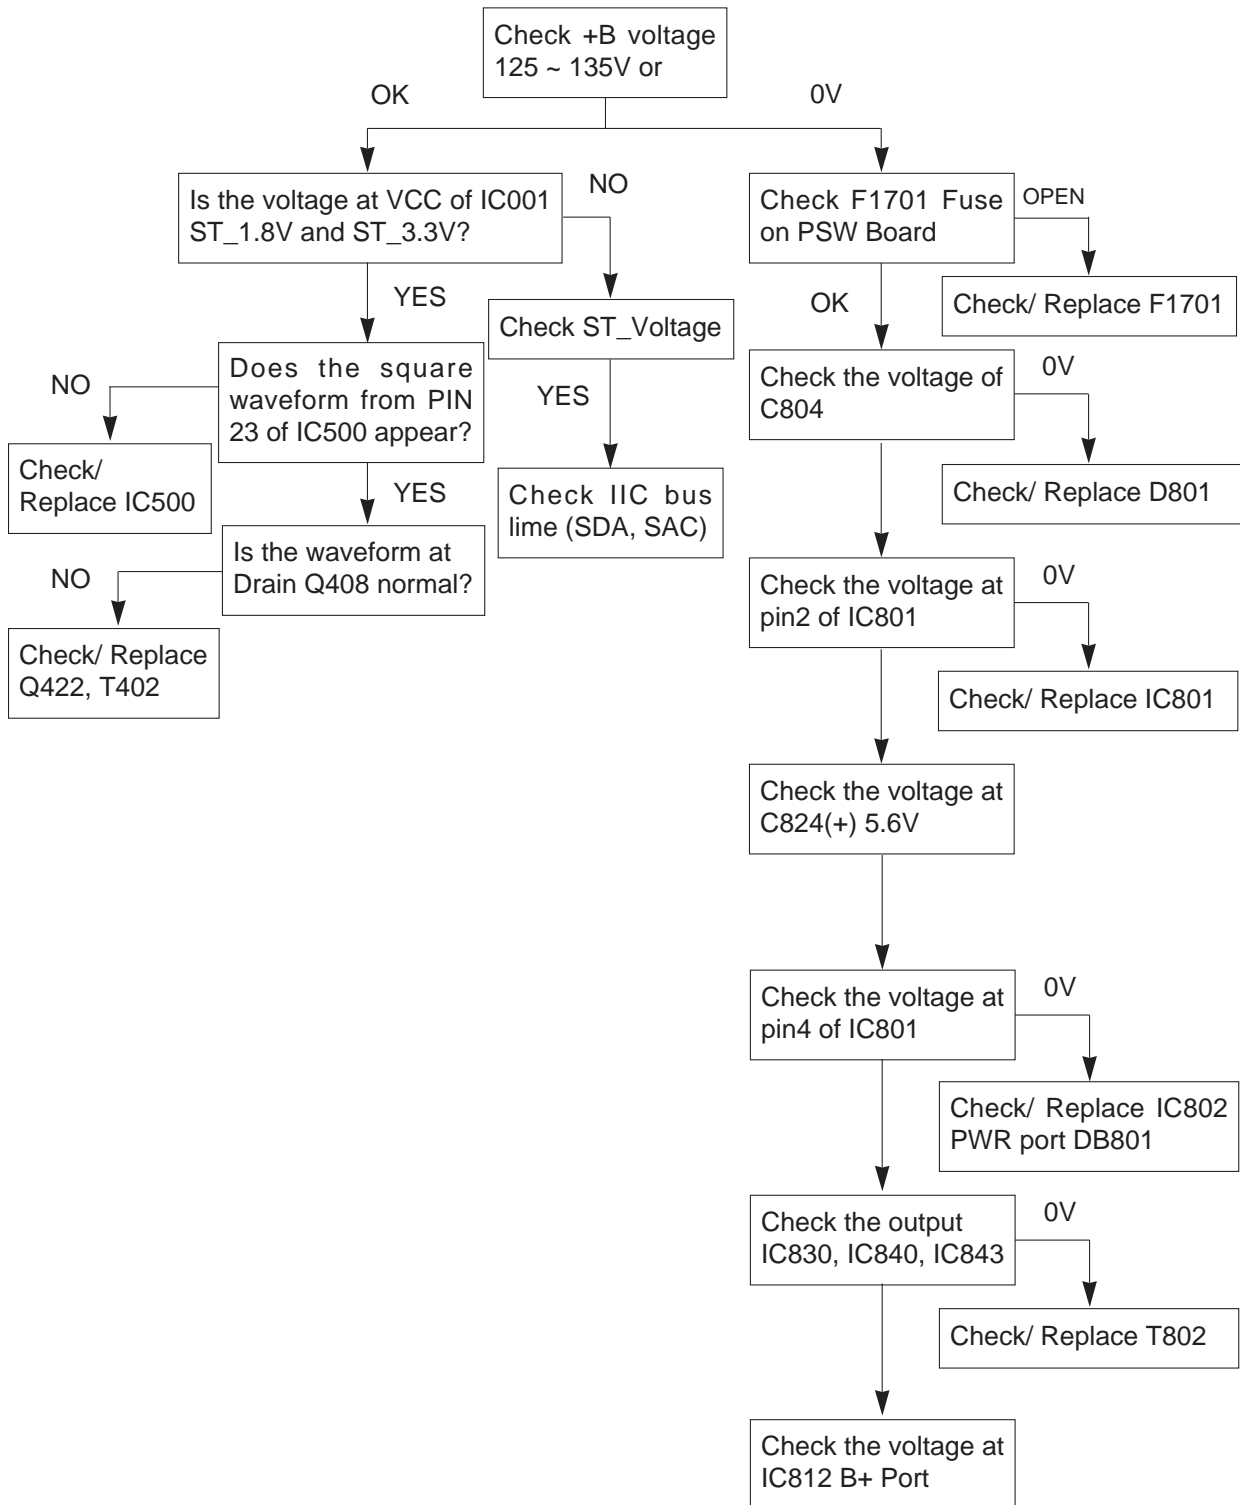 Check +B voltage
125 ~ 135V or
OK
0V
Is the voltage at VCC of IC001
ST_1.8V and ST_3.3V?
NO
Check F1701 Fuse
on PSW Board
OPEN
YES
OK
Check/ Replace F1701
Check ST_Voltage
Does the square
waveform from PIN
23 of IC500 appear?
NO
YES
Check the voltage of
C804
0V
Check/
Replace IC500
YES
Check IIC bus
lime (SDA, SAC)
Check/ Replace D801
Is the waveform at
Drain Q408 normal?
NO
Check the voltage at
pin2 of IC801
0V
Check/ Replace
Q422, T402
Check/ Replace IC801
Check the voltage at
C824(+) 5.6V
Check the voltage at
pin4 of IC801
0V
Check/ Replace IC802
PWR port DB801
Check the output
IC830, IC840, IC843
0V
Check/ Replace T802
Check the voltage at
IC812 B+ Port